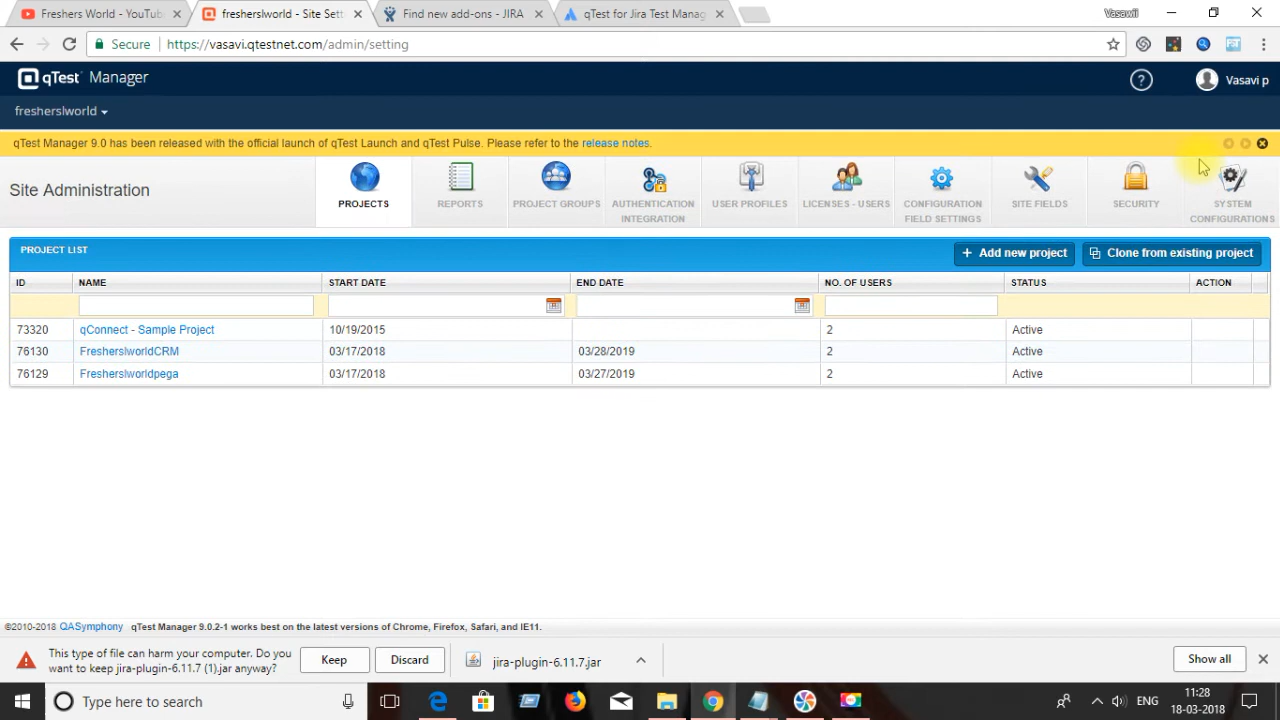 Freshers World - YouTub
fresherslworld - Site Sett
Find new add-ons - JIRA
qTest for Jira Test Manag
Vasawii
Secure
https://vasavi.qtestnet.com/admin/setting
qTest Manager
Vasavi p
fresherslworld
qTest Manager 9.0 has been released with the official launch of qTest Launch and qTest Pulse. Please refer to the release notes.
Site Administration
PROJECTS
REPORTS
PROJECT GROUPS
AUTHENTICATION
INTEGRATION
USER PROFILES
LICENSES - USERS
CONFIGURATION
FIELD SETTINGS
SITE FIELDS
SECURITY
SYSTEM
CONFIGURATIONS
PROJECT LIST
+ Add new project
Clone from existing project
ID NAME START DATE END DATE NO. OF USERS STATUS ACTION
73320 qConnect - Sample Project 10/19/2015 2 Active
76130 FresherslworldCRM 03/17/2018 03/28/2019 2 Active
76129 Fresherslworldpega 03/17/2018 03/27/2019 2 Active
©2010-2018 QASymphony qTest Manager 9.0.2-1 works best on the latest versions of Chrome, Firefox, Safari, and IE11.
This type of file can harm your computer. Do you
want to keep jira-plugin-6.11.7 (1).jar anyway?
Keep
Discard
jira-plugin-6.11.7.jar
Show all
Type here to search
ENG
11:28
18-03-2018